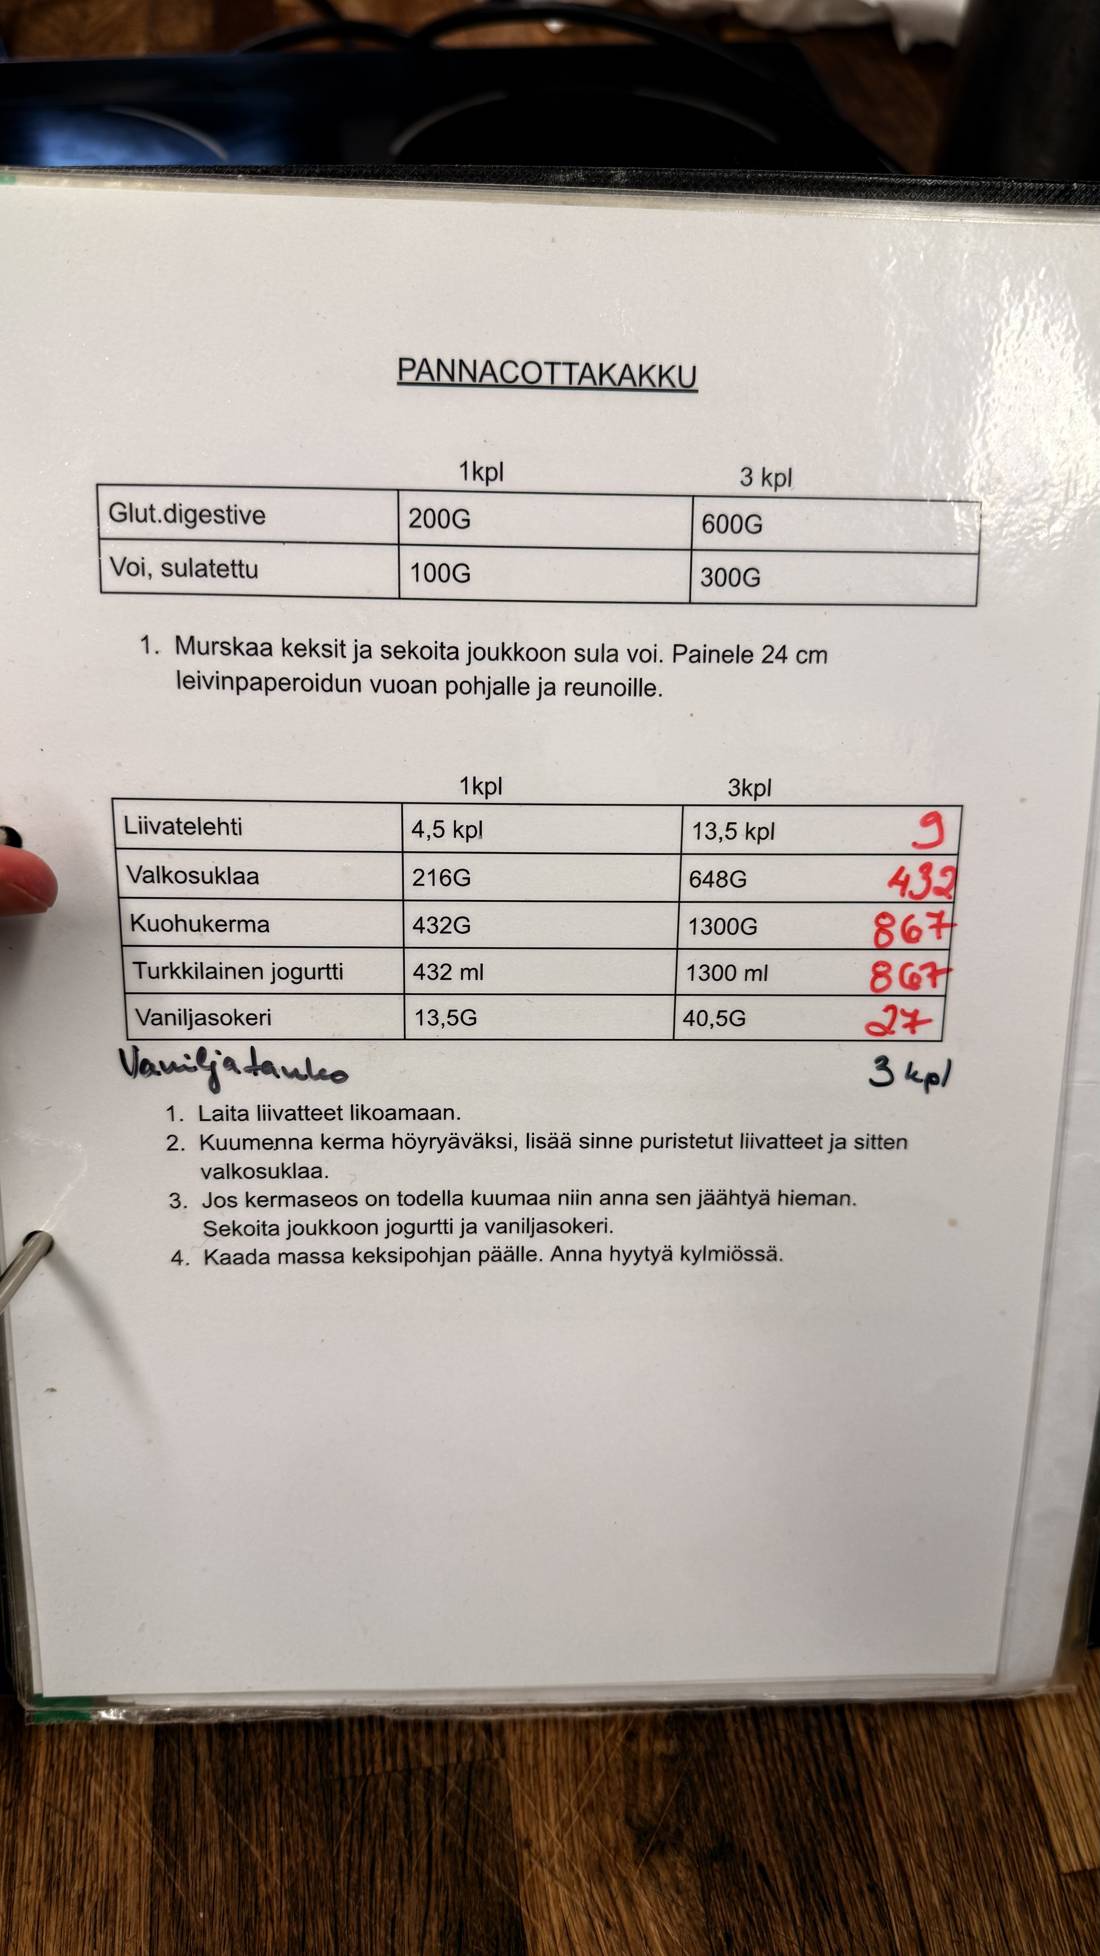 PANNACOTTAKAKKU
1kpl 3 kpl
Glut.digestive 200G 600G
Voi, sulatettu 100G 300G
1. Murskaa keksit ja sekoita joukkoon sula voi. Painele 24 cm
leivinpaperoidun vuoan pohjalle ja reunoille.
1kpl 3kpl
Liivatelehti 4,5 kpl 13,5 kpl 9
Valkosuklaa 216G 648G 432
Kuohukerma 432G 1300G 867
Turkkilainen jogurtti 432 ml 1300 ml 867
Vaniljasokeri 13,5G 40,5G 27
Vaniljatanko 3 kpl
1. Laita liivatteet likoamaan.
2. Kuumenna kerma höyryäväksi, lisää sinne puristetut liivatteet ja sitten
valkosuklaa.
3. Jos kermaseos on todella kuumaa niin anna sen jäähtyä hieman.
Sekoita joukkoon jogurtti ja vaniljasokeri.
4. Kaada massa keksipohjan päälle. Anna hyytyä kylmiössä.